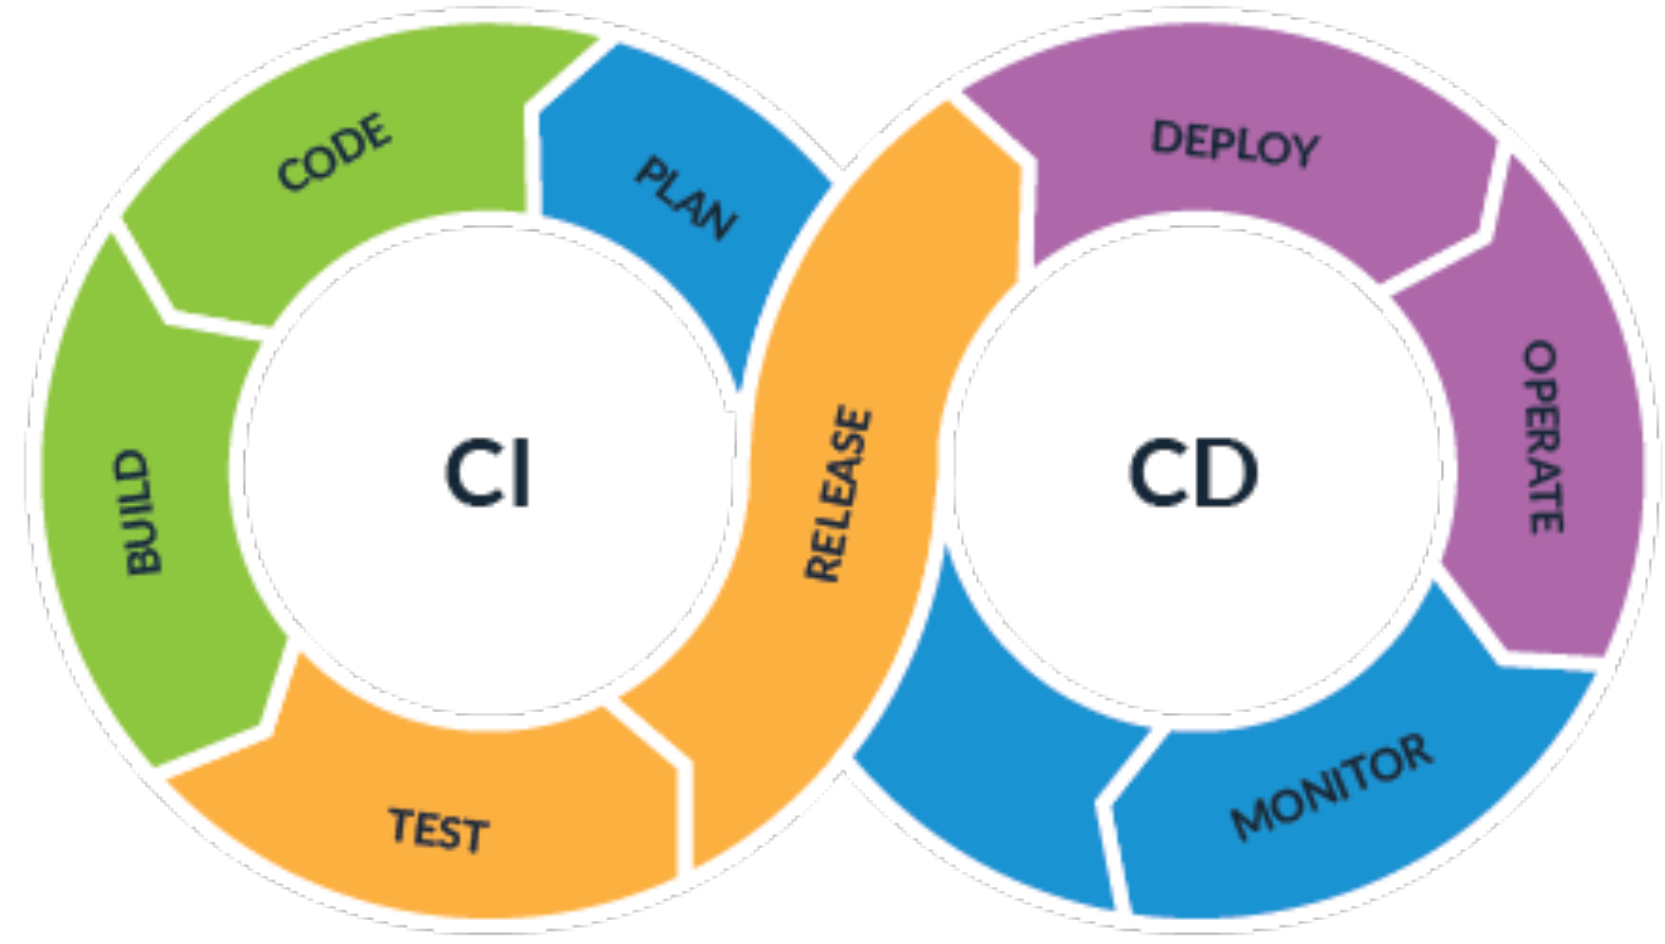 CODE
PLAN
BUILD
CI
TEST
RELEASE
DEPLOY
OPERATE
CD
MONITOR